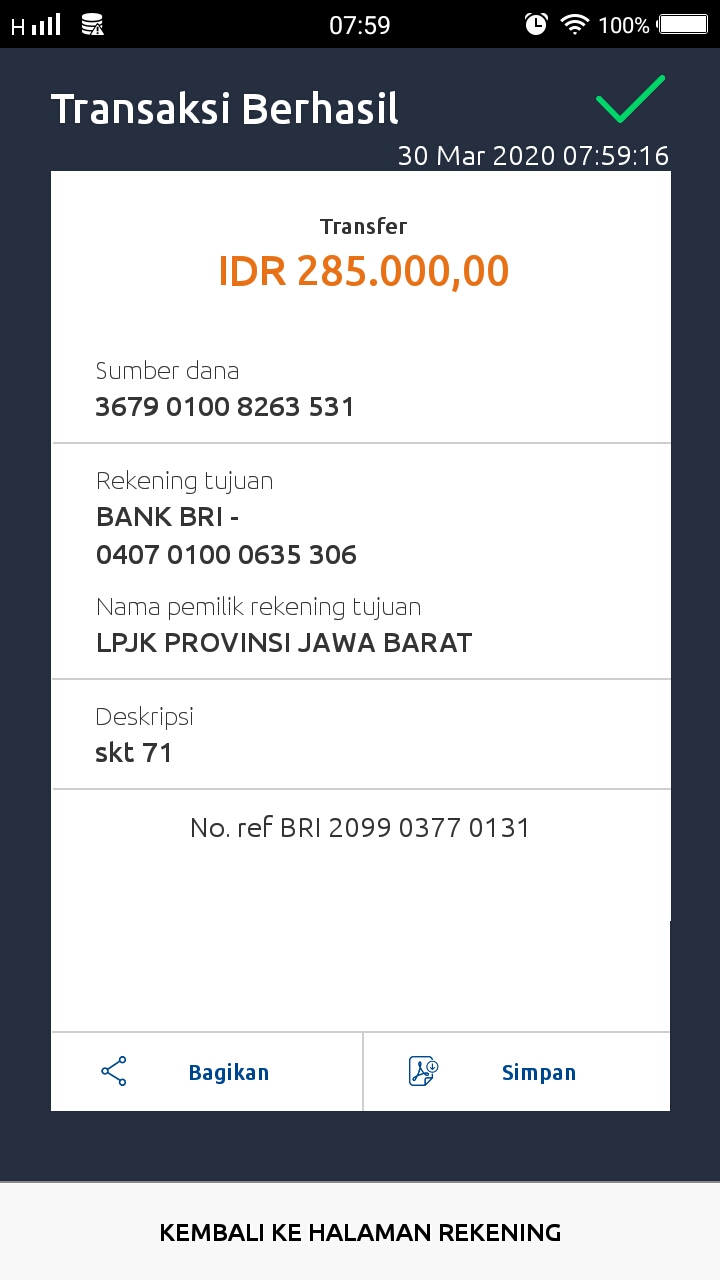 H
07:59
100%
Transaksi Berhasil
30 Mar 2020 07:59:16
Transfer
IDR 285.000,00
Sumber dana
3679 0100 8263 531
Rekening tujuan
BANK BRI -
0407 0100 0635 306
Nama pemilik rekening tujuan
LPJK PROVINSI JAWA BARAT
Deskripsi
skt 71
No. ref BRI 2099 0377 0131
Bagikan
Simpan
KEMBALI KE HALAMAN REKENING